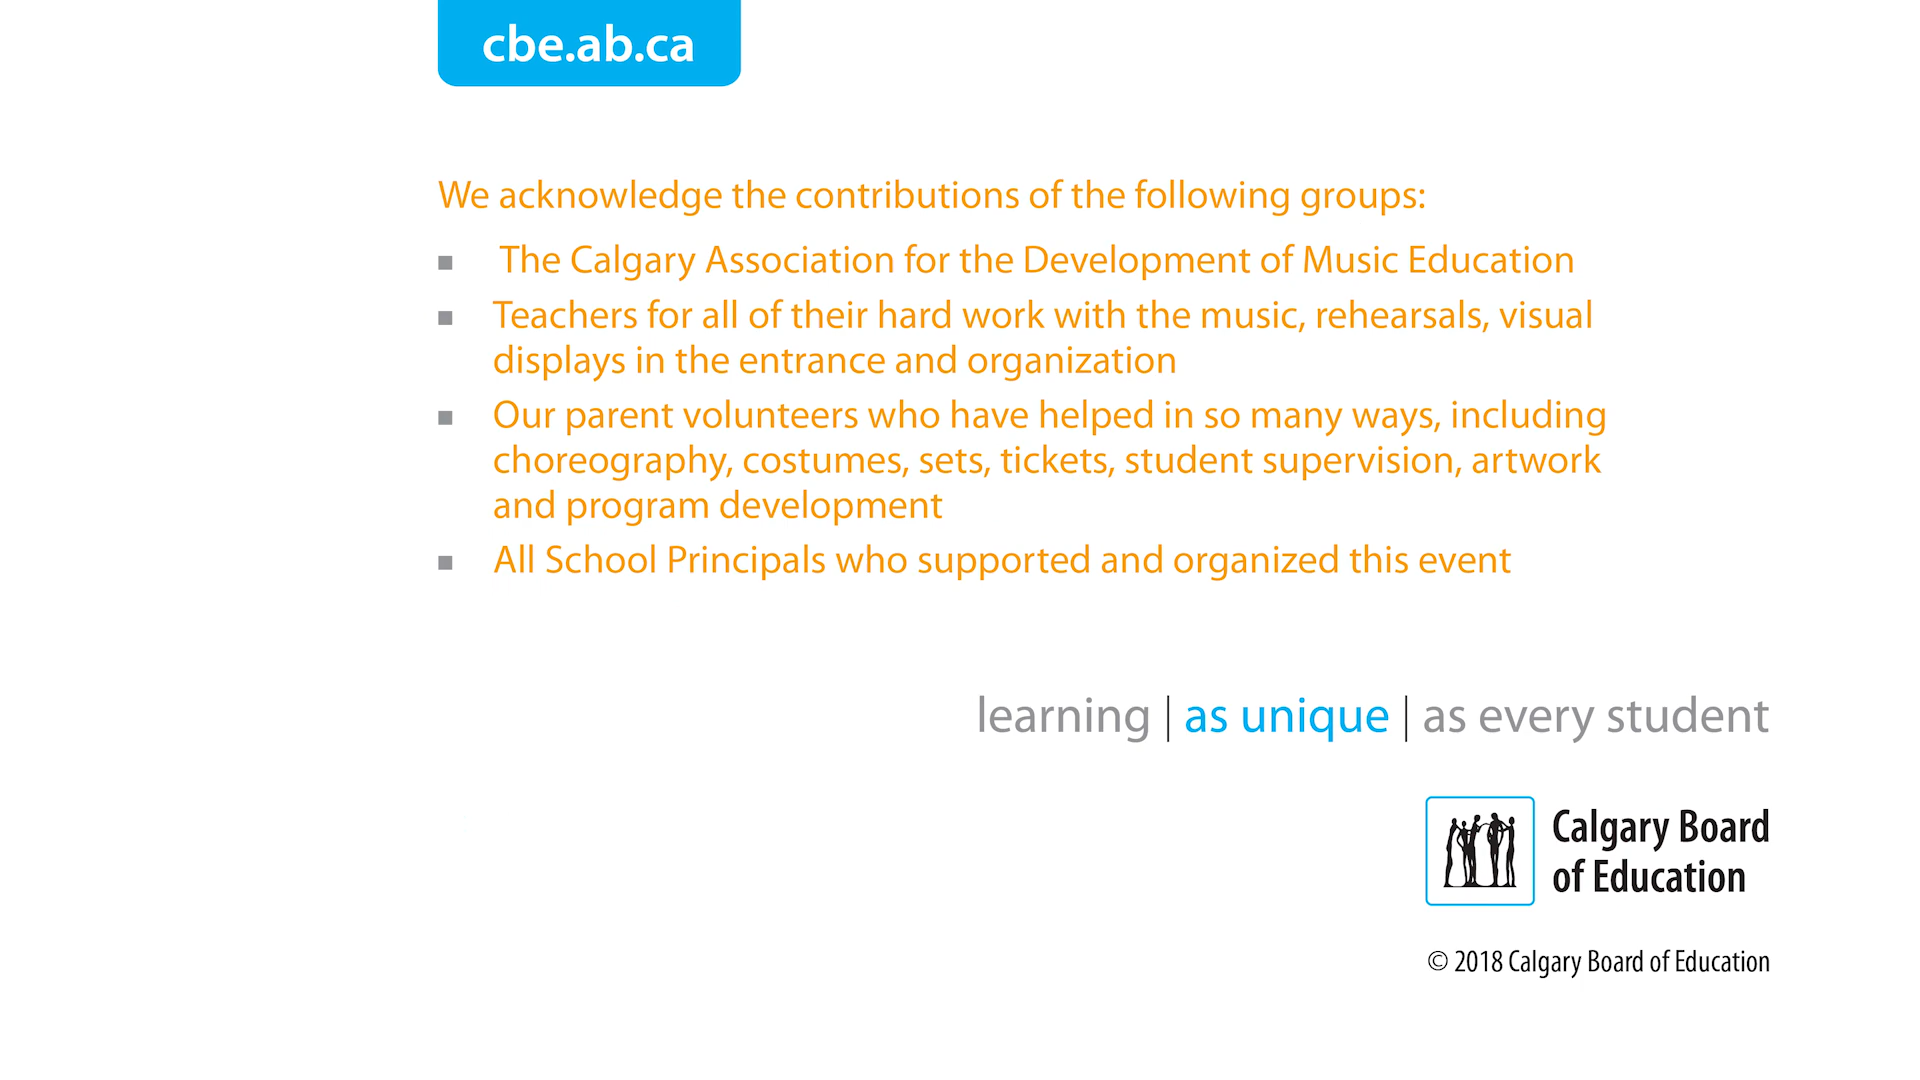 cbe.ab.ca
We acknowledge the contributions of the following groups:
▪ The Calgary Association for the Development of Music Education
▪ Teachers for all of their hard work with the music, rehearsals, visual
displays in the entrance and organization
▪ Our parent volunteers who have helped in so many ways, including
choreography, costumes, sets, tickets, student supervision, artwork
and program development
▪ All School Principals who supported and organized this event
learning | as unique | as every student
Calgary Board
of Education
© 2018 Calgary Board of Education